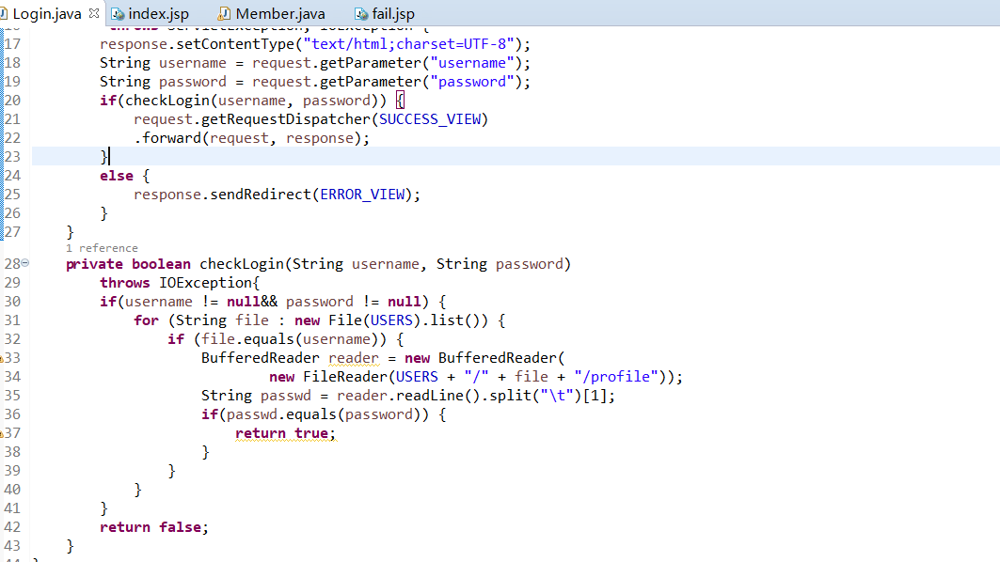 Login.java index.jsp Member.java fail.jsp
throws ServletException, IOException {
17 response.setContentType("text/html;charset=UTF-8");
18 String username = request.getParameter("username");
19 String password = request.getParameter("password");
20 if(checkLogin(username, password)) {
21 request.getRequestDispatcher(SUCCESS_VIEW)
22 .forward(request, response);
23 }
24 else {
25 response.sendRedirect(ERROR_VIEW);
26 }
27 }
1 reference
28 private boolean checkLogin(String username, String password)
29 throws IOException{
30 if(username != null&& password != null) {
31 for (String file : new File(USERS).list()) {
32 if (file.equals(username)) {
33 BufferedReader reader = new BufferedReader(
34 new FileReader(USERS + "/" + file + "/profile"));
35 String passwd = reader.readLine().split("\t")[1];
36 if(passwd.equals(password)) {
37 return true;
38 }
39 }
40 }
41 }
42 return false;
43 }